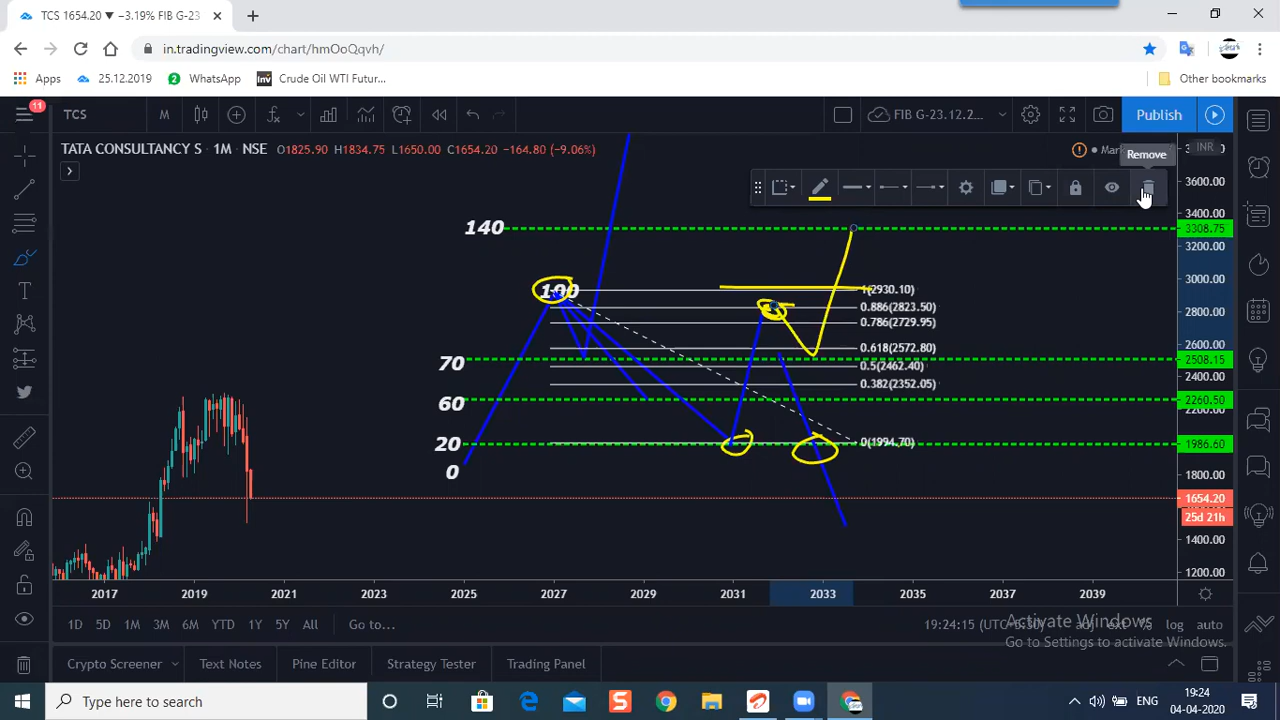 TCS 1654.20 ▼ −3.19% FIB G-23
in.tradingview.com/chart/hmOoQqvh/
Apps 25.12.2019 WhatsApp Crude Oil WTI Futur... Other bookmarks
11
TCS M FIB G-23.12.2... Publish
TATA CONSULTANCY S · 1M · NSE O1825.90 H1834.75 L1650.00 C1654.20 −164.80 (−9.06%)
Remove
INR
3600.00
3400.00
140
3308.75
3200.00
3000.00
100
1(2930.10)
0.886(2823.50)
2800.00
0.786(2729.95)
2600.00
0.618(2572.80)
70
2508.15
0.5(2462.40)
2400.00
0.382(2352.05)
60
2260.50
2200.00
20
0(1994.70)
1986.60
0
1800.00
1654.20
25d 21h
1400.00
1200.00
2017 2019 2021 2023 2025 2027 2029 2031 2033 2035 2037 2039
1D 5D 1M 3M 6M YTD 1Y 5Y All Go to... 19:24:15 (UTC+5:30) adj ext % log auto
Activate Windows
Go to Settings to activate Windows.
Crypto Screener Text Notes Pine Editor Strategy Tester Trading Panel
Type here to search
ENG
19:24
04-04-2020